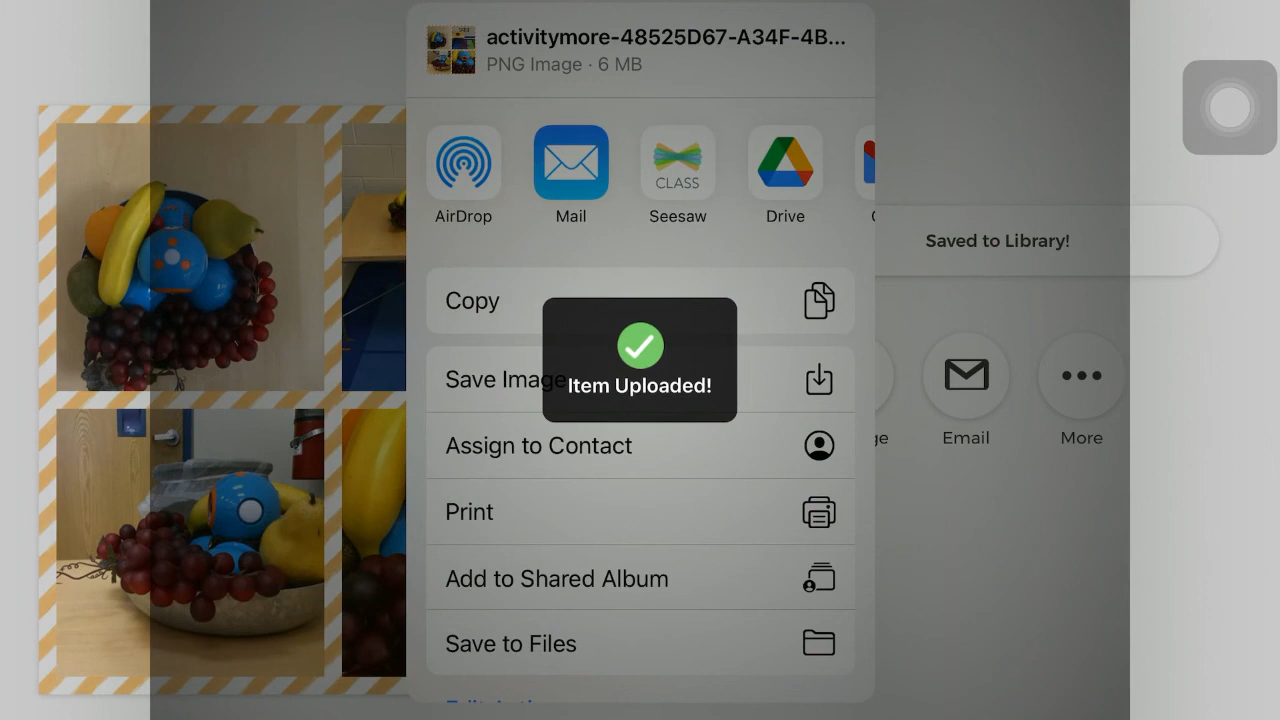 activitymore-48525D67-A34F-4B...
PNG Image · 6 MB
CLASS
AirDrop
Mail
Seesaw
Drive
Saved to Library!
Copy
Save Image
Item Uploaded!
Assign to Contact
ge
Email
More
Print
Add to Shared Album
Save to Files